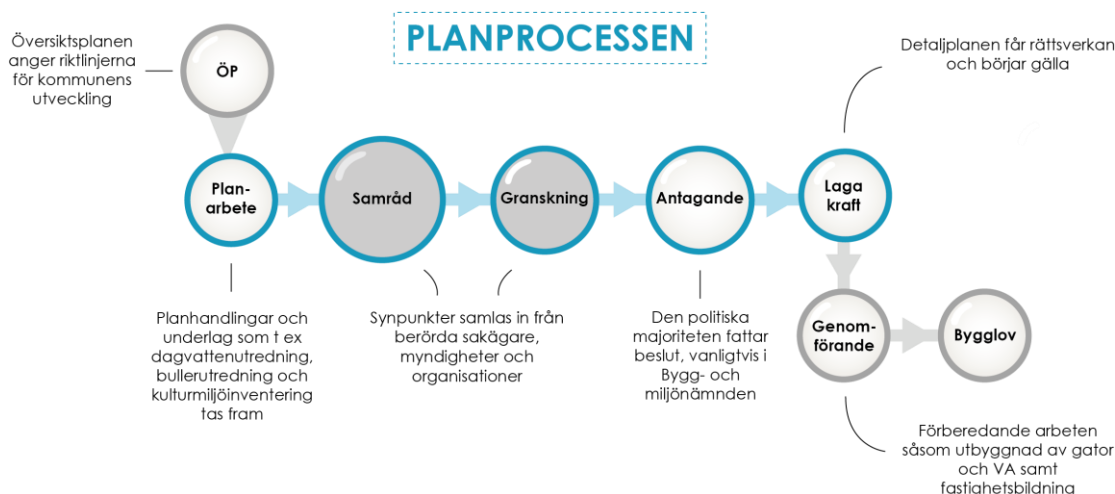 PLANPROCESSEN
Översiktsplanen
anger riktlinjerna
för kommunens
utveckling
ÖP
Detaljplanen får rättsverkan
och börjar gälla
Plan-
arbete
Samråd
Granskning
Antagande
Laga
kraft
Planhandlingar och
underlag som t ex
dagvattenutredning,
bullerutredning och
kulturmiljöinventering
tas fram
Synpunkter samlas in från
berörda sakägare,
myndigheter och
organisationer
Den politiska
majoriteten fattar
beslut, vanligtvis i
Bygg- och
miljönämnden
Genom-
förande
Bygglov
Förberedande arbeten
såsom utbyggnad av gator
och VA samt
fastighetsbildning